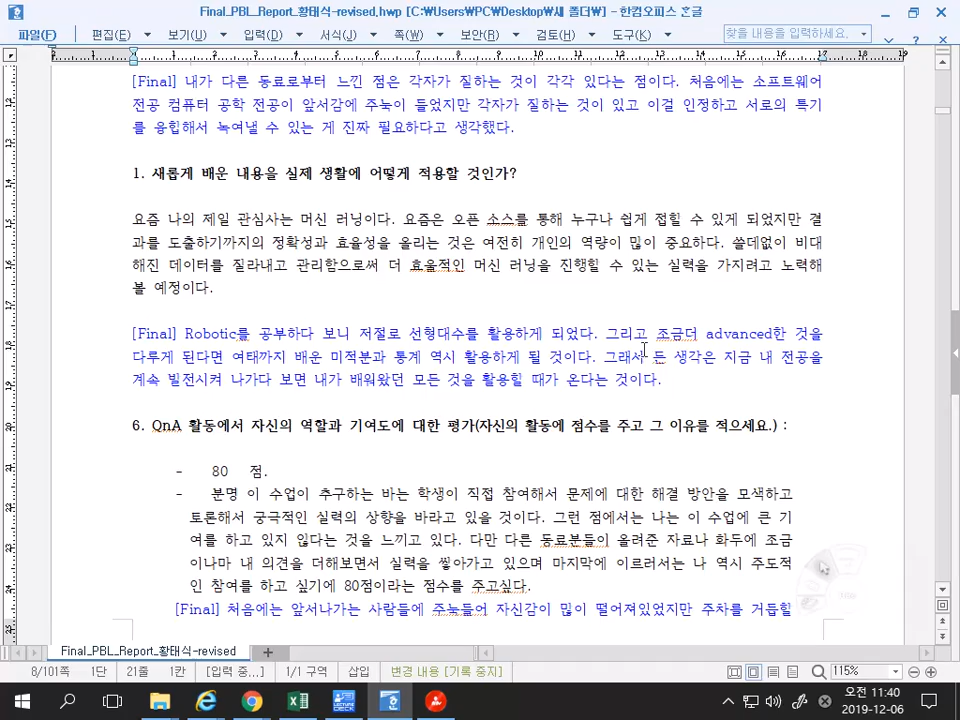 Final_PBL_Report_황태식-revised.hwp [C:￦Users￦PC￦Desktop￦새 폴더￦] - 한컴오피스 한글
파일(F) 편집(E) 보기(U) 입력(D) 서식(J) 쪽(W) 보안(R) 검토(H) 도구(K) 찾을 내용을 입력하세요.
[Final] 내가 다른 동료로부터 느낀 점은 각자가 잘하는 것이 각각 있다는 점이다. 처음에는 소프트웨어
전공 컴퓨터 공학 전공이 앞서감에 주눅이 들었지만 각자가 잘하는 것이 있고 이걸 인정하고 서로의 특기
를 융합해서 녹여낼 수 있는 게 진짜 필요하다고 생각했다.
1. 새롭게 배운 내용을 실제 생활에 어떻게 적용할 것인가?
요즘 나의 제일 관심사는 머신 러닝이다. 요즘은 오픈 소스를 통해 누구나 쉽게 접할 수 있게 되었지만 결
과를 도출하기까지의 정확성과 효율성을 올리는 것은 여전히 개인의 역량이 많이 중요하다. 쓸데없이 비대
해진 데이터를 잘라내고 관리함으로써 더 효율적인 머신 러닝을 진행할 수 있는 실력을 가지려고 노력해
볼 예정이다.
[Final] Robotic를 공부하다 보니 저절로 선형대수를 활용하게 되었다. 그리고 조금더 advanced한 것을
다루게 된다면 여태까지 배운 미적분과 통계 역시 활용하게 될 것이다. 그래서 든 생각은 지금 내 전공을
계속 발전시켜 나가다 보면 내가 배워왔던 모든 것을 활용할 때가 온다는 것이다.
6. QnA 활동에서 자신의 역할과 기여도에 대한 평가(자신의 활동에 점수를 주고 그 이유를 적으세요.) :
- 80 점.
- 분명 이 수업이 추구하는 바는 학생이 직접 참여해서 문제에 대한 해결 방안을 모색하고
토론해서 궁극적인 실력의 상향을 바라고 있을 것이다. 그런 점에서는 나는 이 수업에 큰 기
여를 하고 있지 않다는 것을 느끼고 있다. 다만 다른 동료분들이 올려준 자료나 화두에 조금
이나마 내 의견을 더해보면서 실력을 쌓아가고 있으며 마지막에 이르러서는 나 역시 주도적
인 참여를 하고 싶기에 80점이라는 점수를 주고싶다.
[Final] 처음에는 앞서나가는 사람들에 주눅들어 자신감이 많이 떨어져있었지만 주차를 거듭할
Final_PBL_Report_황태식-revised
8/101쪽 1단 21줄 1칸 [입력 중...] 1/1 구역 삽입 변경 내용 [기록 중지] 115%
오전 11:40
2019-12-06